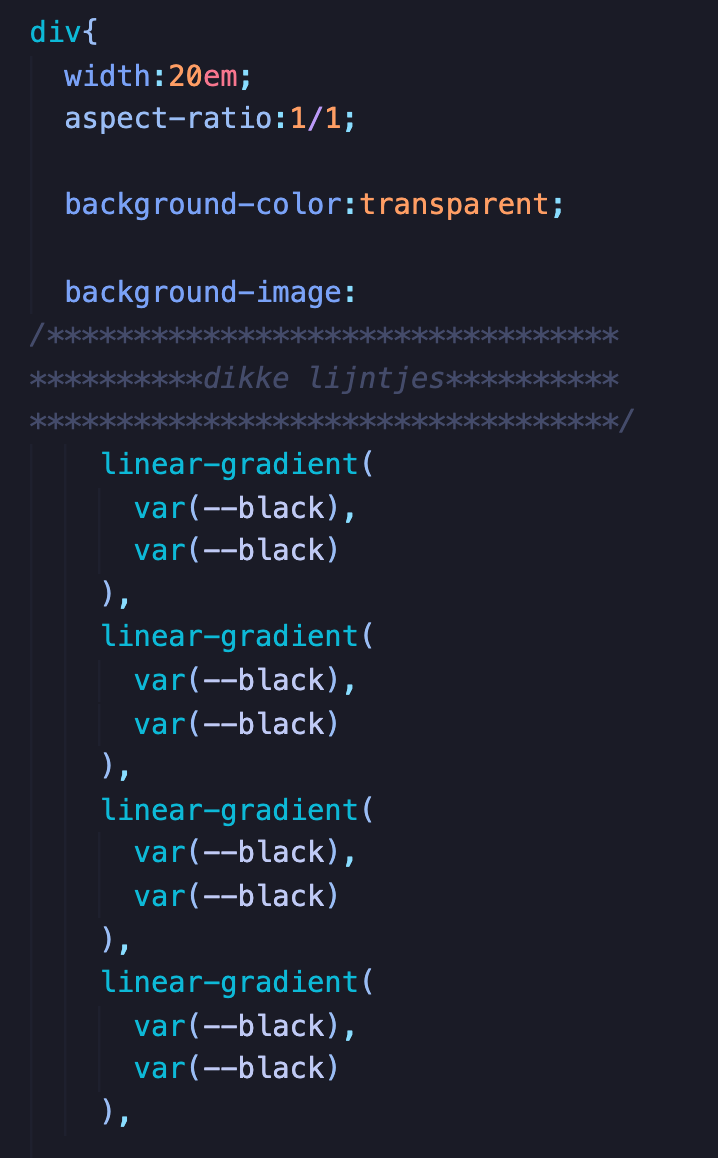 div{
  width:20em;
  aspect-ratio:1/1;

  background-color:transparent;

  background-image:
/*********************************
**********dikke lijntjes**********
**********************************/
    linear-gradient(
      var(--black),
      var(--black)
    ),
    linear-gradient(
      var(--black),
      var(--black)
    ),
    linear-gradient(
      var(--black),
      var(--black)
    ),
    linear-gradient(
      var(--black),
      var(--black)
    ),